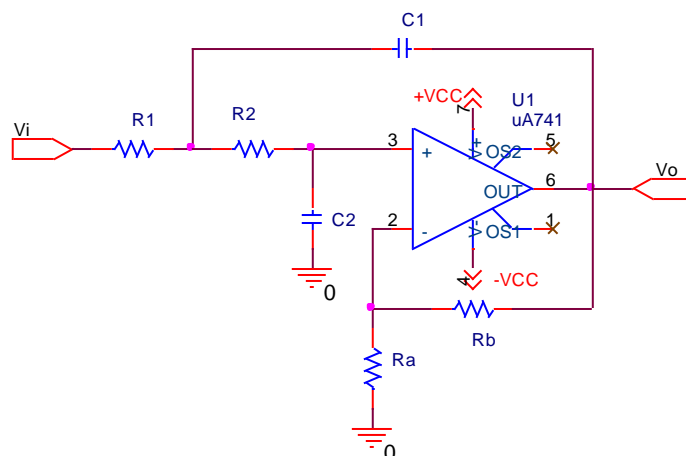 C1
+VCC
7
U1
uA741
R1
R2
Vi
3
+
V+
OS2
5
Vo
OUT
6
C2
2
-
V-
OS1
1
0
4
-VCC
Rb
Ra
0